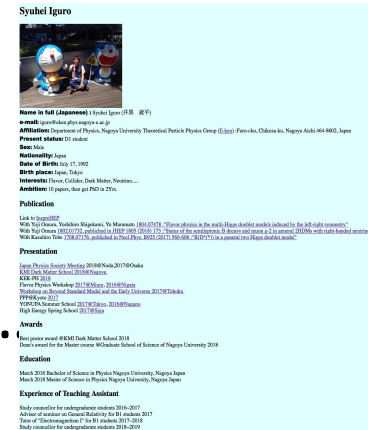 Syuhei Iguro
Name in full (Japanese) : Syuhei Iguro (井黒 就平)
e-mail: iguro@eken.phys.nagoya-u.ac.jp
Affiliation: Department of Physics, Nagoya University Theoretical Particle Physics Group (E-ken) :Furo-cho, Chikusa-ku, Nagoya Aichi 464-8602, Japan
Present status: D1 student
Sex: Male
Nationality: Japan
Date of Birth: July 17, 1992
Birth place, Tokyo
Interests: Flavor, Collider, Dark Matter, Neutrino.....
Ambition: 10 papers, then get PhD in 2Yrs.
Publication
Link to InspireHEP
With Yuji Omura, Yoshihiro Shigekami, Yu Muramatsu 1804.07478 ;"Flavor physics in the multi-Higgs doublet models induced by the left-right symmetry"
With Yuji Omura 1802.01732, published in JHEP 1805 (2018) 173 ;"Status of the semileptonic B decays and muon g-2 in general 2HDMs with right-handed neutrin
With Kazuhiro Tobe 1708.07176, published in Nucl.Phys. B925 (2017) 560-606 ;"R(D^(*)) in a general two Higgs doublet model"
Presentation
Japan Physics Society Meeting 2018@Noda,2017@Osaka
KMI Dark Matter School 2018@Nagoya
KEK-PH 2018
Flavor Physics Workshop 2017@Miura, 2016@Niigata
Workshop on Beyond Standard Model and the Early Universe 2017@Tohoku
PPP@Kyoto 2017
YONUPA Summer School 2017@Tokyo, 2016@Nagano
High Energy Spring School 2017@Siga
Awards
Best postor award @KMI Dark Matter School 2018
Dean's award for the Master course @Graduate School of Science of Nagoya University 2018
Education
March 2016 Bachelor of Science in Physics Nagoya University, Nagoya Japan
March 2018 Master of Science in Physics Nagoya University, Nagoya Japan
Experience of Teaching Assistant
Study councellor for undergraduate students 2016-2017
Advisor of seminar on General Relativity for B1 students 2017
Tutor of "Electromagnetism I" for B1 students 2017-2018
Study councellor for undergraduate students 2018-2019